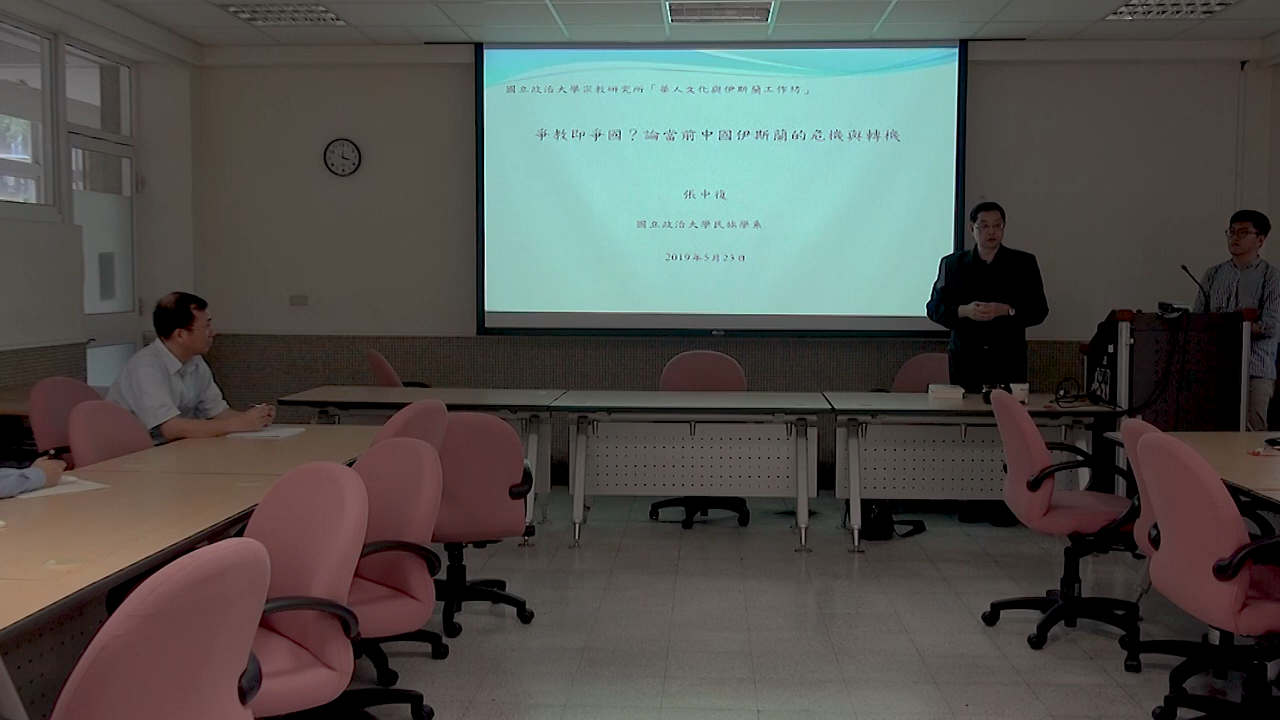 國立政治大學宗教研究所「華人文化與伊斯蘭工作坊」
爭教即爭國？論當前中國伊斯蘭的危機與轉機
張中復
國立政治大學民族學系
2019年5月23日